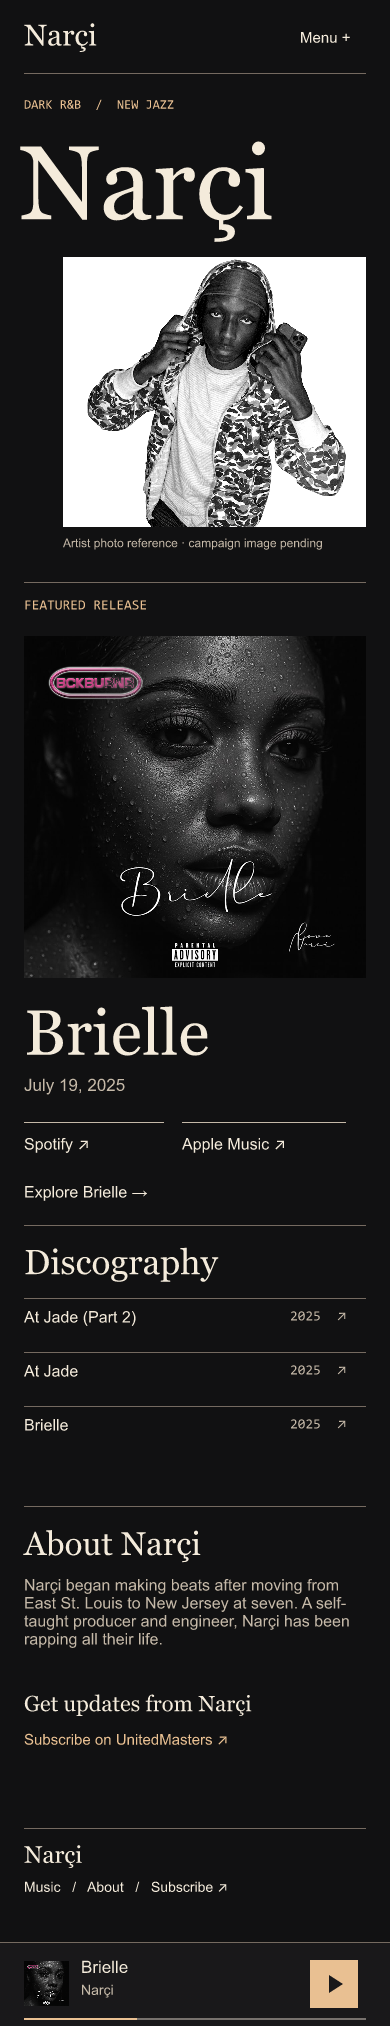 Narçi
Menu +
DARK R&B / NEW JAZZ
Narçi
Artist photo reference · campaign image pending
FEATURED RELEASE
BCKBURNR
Brielle
PARENTAL
ADVISORY
EXPLICIT CONTENT
Narci
Brielle
July 19, 2025
Spotify ↗
Apple Music ↗
Explore Brielle →
Discography
At Jade (Part 2) 2025 ↗
At Jade 2025 ↗
Brielle 2025 ↗
About Narçi
Narçi began making beats after moving from
East St. Louis to New Jersey at seven. A self-
taught producer and engineer, Narçi has been
rapping all their life.
Get updates from Narçi
Subscribe on UnitedMasters ↗
Narçi
Music / About / Subscribe ↗
Brielle
Narçi